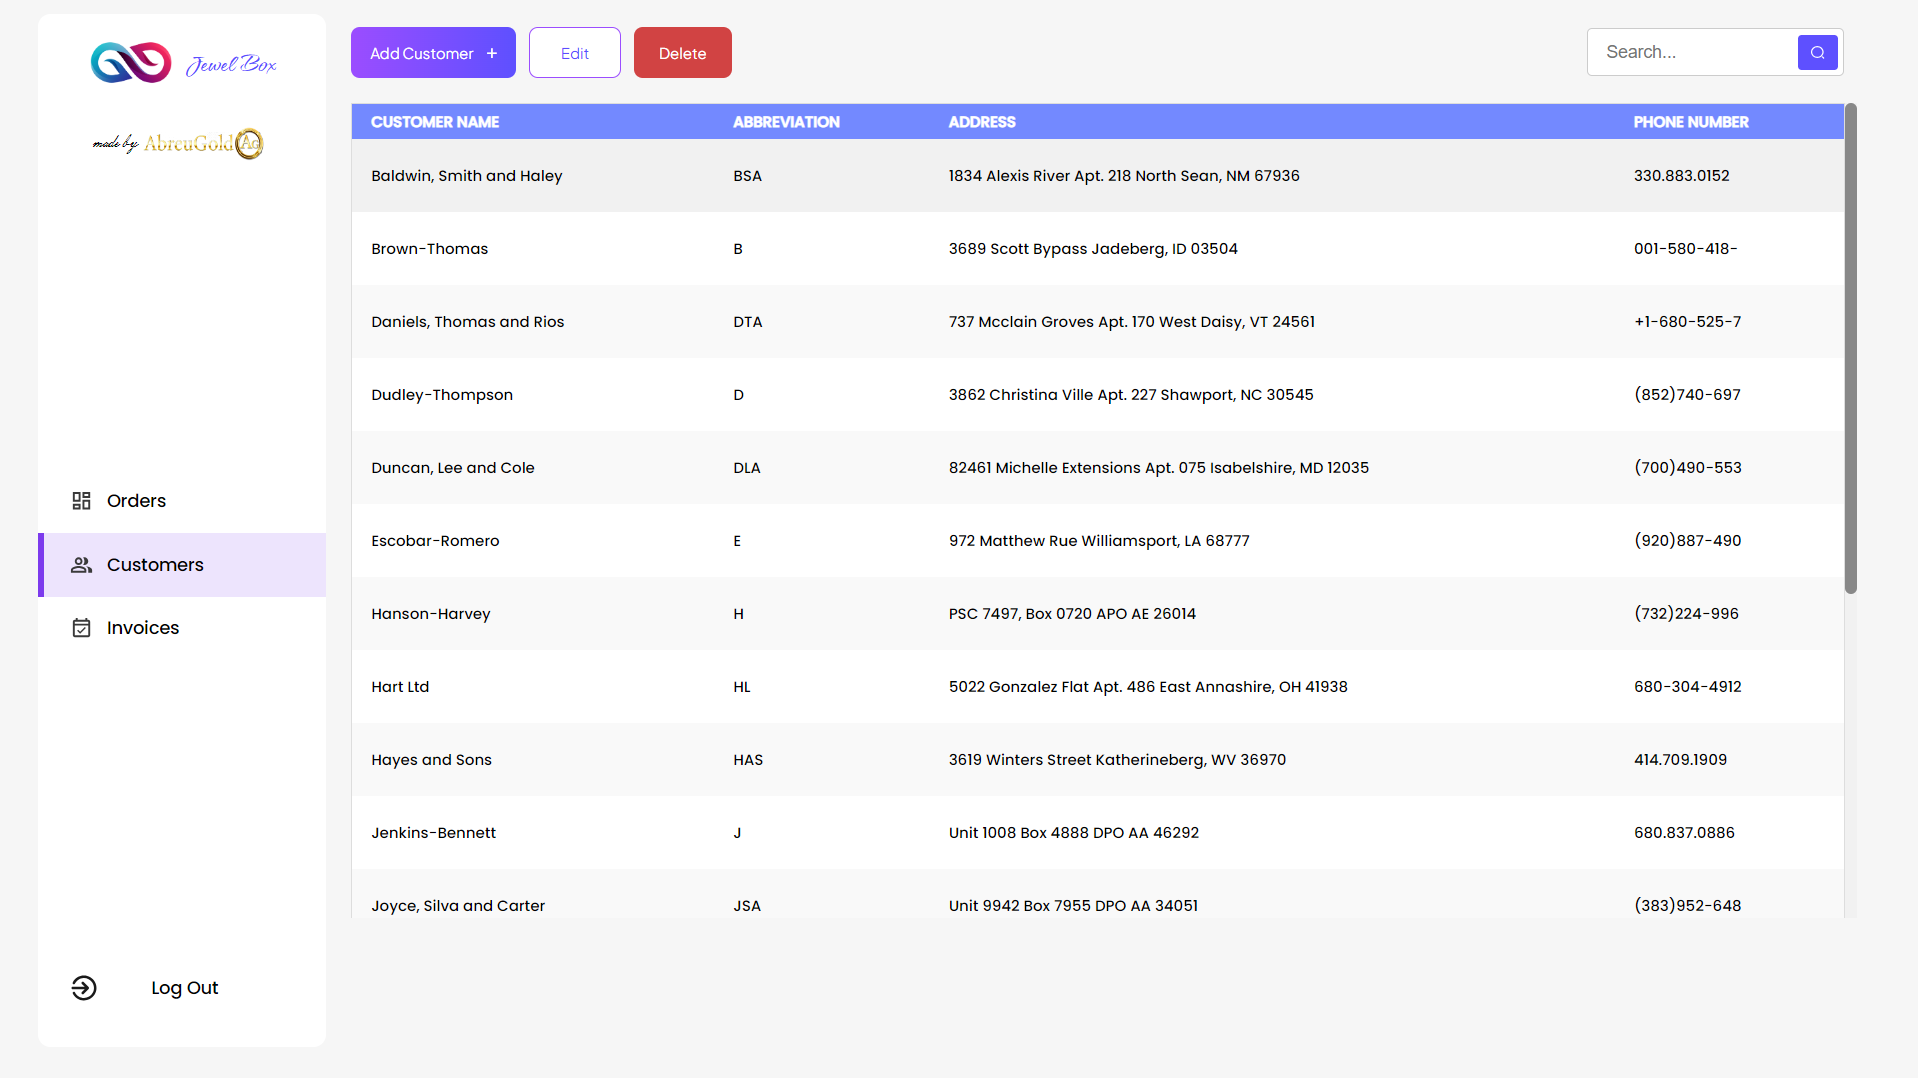 Jewel Box
made by AbreuGold AG
Orders
Customers
Invoices
Log Out
Add Customer +
Edit
Delete
Search...
CUSTOMER NAME ABBREVIATION ADDRESS PHONE NUMBER
Baldwin, Smith and Haley BSA 1834 Alexis River Apt. 218 North Sean, NM 67936 330.883.0152
Brown-Thomas B 3689 Scott Bypass Jadeberg, ID 03504 001-580-418-
Daniels, Thomas and Rios DTA 737 Mcclain Groves Apt. 170 West Daisy, VT 24561 +1-680-525-7
Dudley-Thompson D 3862 Christina Ville Apt. 227 Shawport, NC 30545 (852)740-697
Duncan, Lee and Cole DLA 82461 Michelle Extensions Apt. 075 Isabelshire, MD 12035 (700)490-553
Escobar-Romero E 972 Matthew Rue Williamsport, LA 68777 (920)887-490
Hanson-Harvey H PSC 7497, Box 0720 APO AE 26014 (732)224-996
Hart Ltd HL 5022 Gonzalez Flat Apt. 486 East Annashire, OH 41938 680-304-4912
Hayes and Sons HAS 3619 Winters Street Katherineberg, WV 36970 414.709.1909
Jenkins-Bennett J Unit 1008 Box 4888 DPO AA 46292 680.837.0886
Joyce, Silva and Carter JSA Unit 9942 Box 7955 DPO AA 34051 (383)952-648